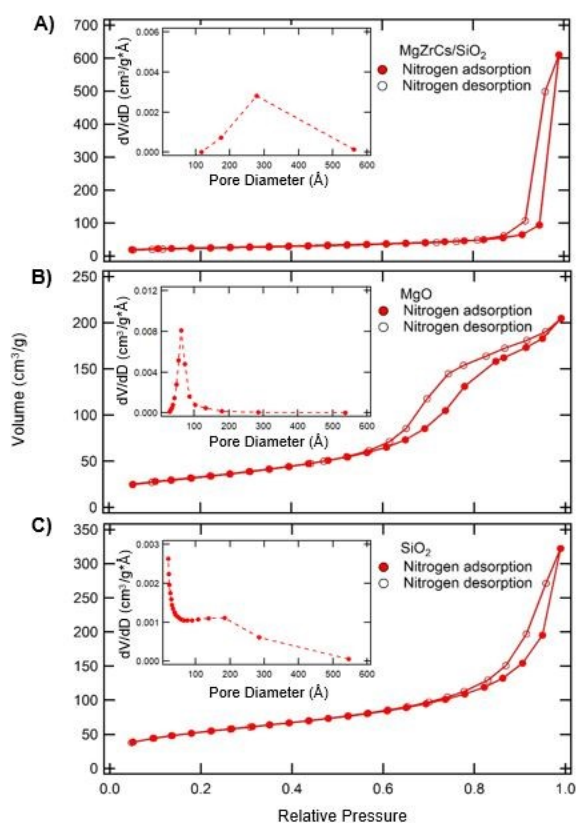 A)
700
600
500
400
300
200
100
0
0.006
0.004
0.002
0.000
dV/dD (cm³/g*Å)
100 200 300 400 500 600
Pore Diameter (Å)
MgZrCs/SiO₂
Nitrogen adsorption
Nitrogen desorption
B)
250
200
150
100
50
0
0.012
0.008
0.004
0.000
dV/dD (cm³/g*Å)
0 100 200 300 400 500 600
Pore Diameter (Å)
MgO
Nitrogen adsorption
Nitrogen desorption
Volume (cm³/g)
C)
350
300
250
200
150
100
50
0
0.003
0.002
0.001
0.000
dV/dD (cm³/g*Å)
0 100 200 300 400 500 600
Pore Diameter (Å)
SiO₂
Nitrogen adsorption
Nitrogen desorption
0.0 0.2 0.4 0.6 0.8 1.0
Relative Pressure